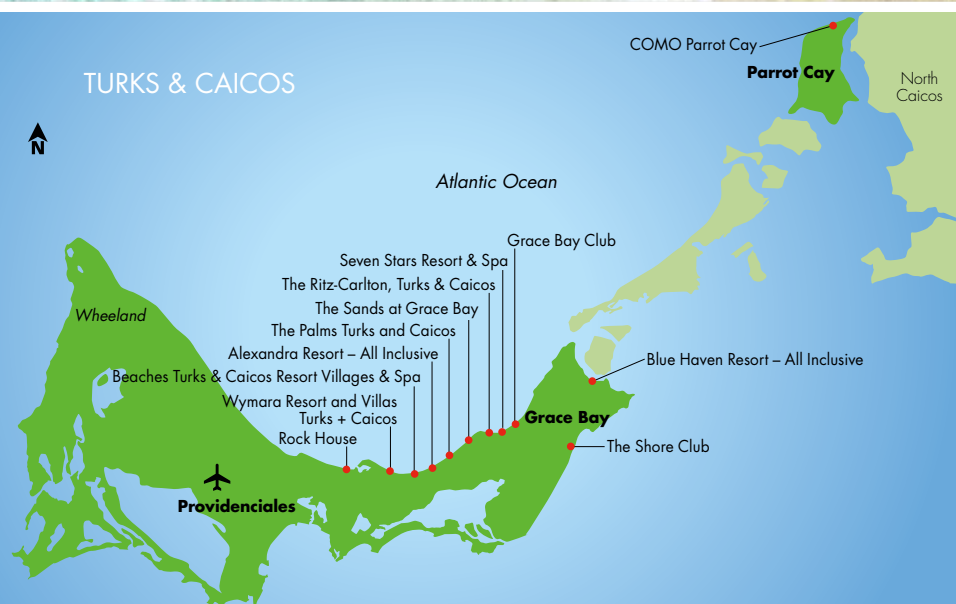 COMO Parrot Cay
Parrot Cay
North
Caicos
TURKS & CAICOS
N
Atlantic Ocean
Grace Bay Club
Seven Stars Resort & Spa
The Ritz-Carlton, Turks & Caicos
The Sands at Grace Bay
The Palms Turks and Caicos
Alexandra Resort – All Inclusive
Beaches Turks & Caicos Resort Villages & Spa
Wymara Resort and Villas
Turks + Caicos
Rock House
Wheeland
Blue Haven Resort – All Inclusive
Grace Bay
The Shore Club
Providenciales